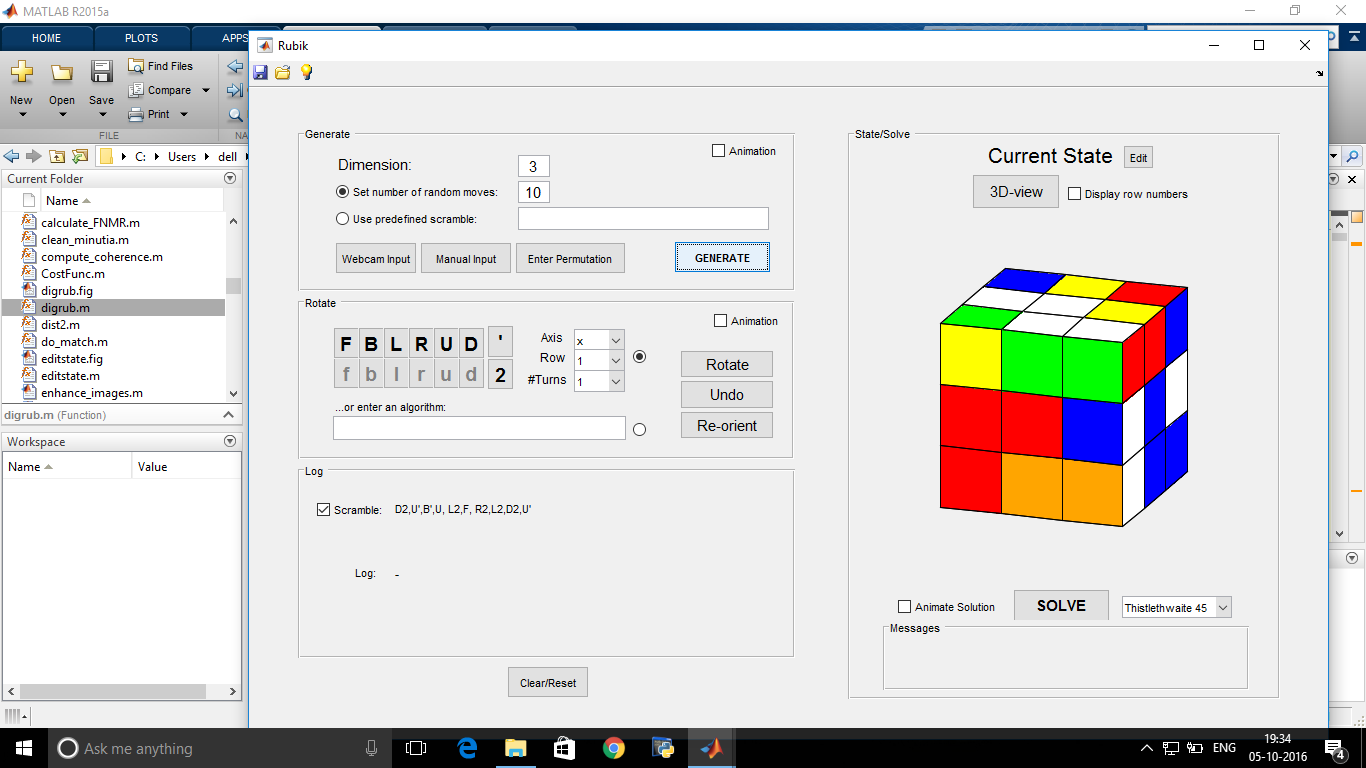 MATLAB R2015a
HOME
PLOTS
APPS
New
Open
Save
Find Files
Compare
Print
FILE
NA
C:
Users
dell
Current Folder
Name
calculate_FNMR.m
clean_minutia.m
compute_coherence.m
CostFunc.m
digrub.fig
digrub.m
dist2.m
do_match.m
editstate.fig
editstate.m
enhance_images.m
digrub.m (Function)
Workspace
Name
Value
Rubik
Generate
Animation
Dimension:
3
Set number of random moves:
10
Use predefined scramble:
Webcam Input
Manual Input
Enter Permutation
GENERATE
Rotate
Animation
F B L R U D '
f b l r u d 2
Axis
x
Row
1
#Turns
1
Rotate
Undo
Re-orient
...or enter an algorithm:
Log
Scramble:
D2,U',B',U, L2,F, R2,L2,D2,U'
Log:
-
Clear/Reset
State/Solve
Current State
Edit
3D-view
Display row numbers
Animate Solution
SOLVE
Thistlethwaite 45
Messages
Ask me anything
ENG
19:34
05-10-2016
4